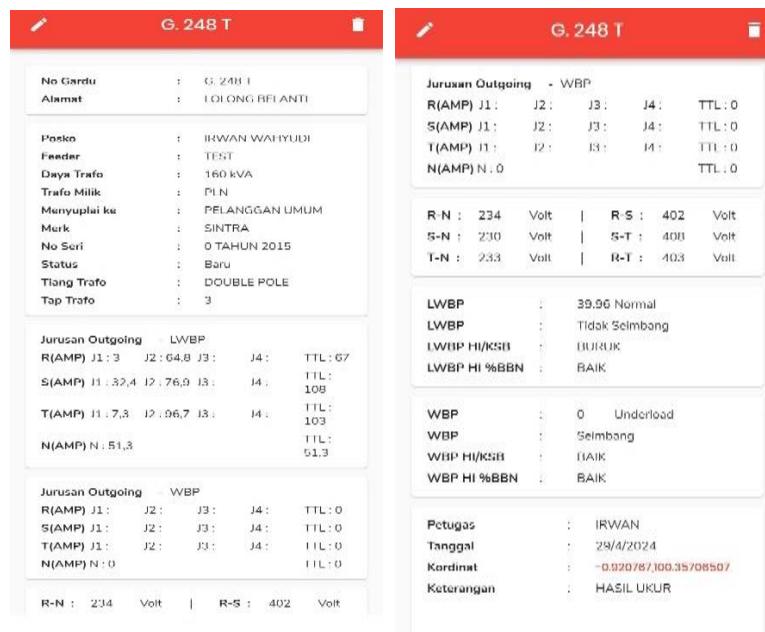 G. 248 T
No Gardu : G. 248 T
Alamat : LOLONG BELANTI
Posko : IRWAN WAHYUDI
Feeder : TEST
Daya Trafo : 160 kVA
Trafo Milik : PLN
Menyuplai ke : PELANGGAN UMUM
Merk : SINTRA
No Seri : 0 TAHUN 2015
Status : Baru
Tiang Trafo : DOUBLE POLE
Tap Trafo : 3
Jurusan Outgoing - LWBP
R(AMP) J1 : 3 J2 : 64,8 J3 : J4 : TTL : 67
S(AMP) J1 : 32,4 J2 : 76,9 J3 : J4 : TTL : 108
T(AMP) J1 : 7,3 J2 : 96,7 J3 : J4 : TTL : 103
N(AMP) N : 51,3 TTL : 51,3
Jurusan Outgoing - WBP
R(AMP) J1 : J2 : J3 : J4 : TTL : 0
S(AMP) J1 : J2 : J3 : J4 : TTL : 0
T(AMP) J1 : J2 : J3 : J4 : TTL : 0
N(AMP) N : 0 TTL : 0
R-N : 234 Volt | R-S : 402 Volt
G. 248 T
Jurusan Outgoing - WBP
R(AMP) J1 : J2 : J3 : J4 : TTL : 0
S(AMP) J1 : J2 : J3 : J4 : TTL : 0
T(AMP) J1 : J2 : J3 : J4 : TTL : 0
N(AMP) N : 0 TTL : 0
R-N : 234 Volt | R-S : 402 Volt
S-N : 230 Volt | S-T : 408 Volt
T-N : 233 Volt | R-T : 403 Volt
LWBP : 39.96 Normal
LWBP : Tidak Seimbang
LWBP HI/KSB : BURUK
LWBP HI %BBN : BAIK
WBP : 0 Underload
WBP : Seimbang
WBP HI/KSB : BAIK
WBP HI %BBN : BAIK
Petugas : IRWAN
Tanggal : 29/4/2024
Kordinat : -0.920787,100.35706507
Keterangan : HASIL UKUR